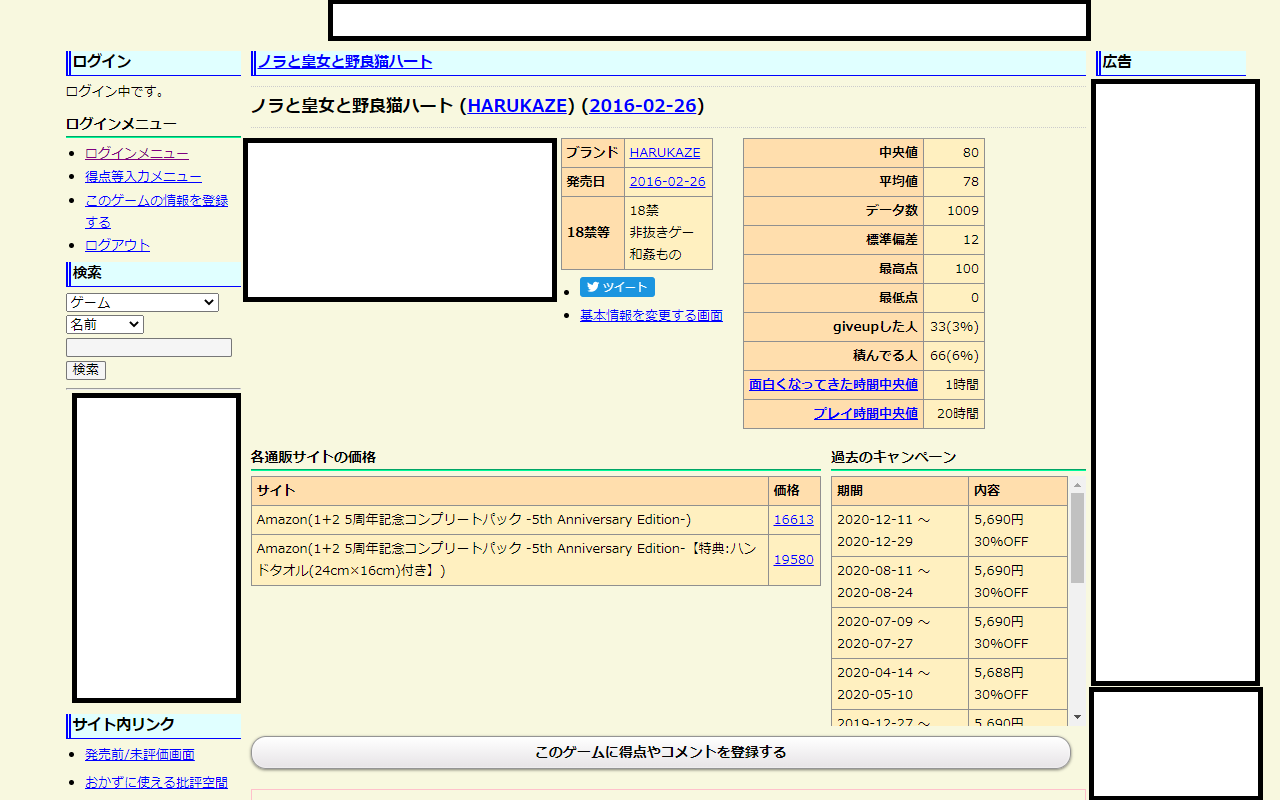 ログイン
ログイン中です。
ログインメニュー
ログインメニュー
得点等入力メニュー
このゲームの情報を登録
する
ログアウト
検索
ゲーム
名前
検索
サイト内リンク
発売前/未評価画面
おかずに使える批評空間
ノラと皇女と野良猫ハート
ノラと皇女と野良猫ハート (HARUKAZE) (2016-02-26)
ブランド HARUKAZE
発売日 2016-02-26
18禁等 18禁
非抜きゲー
和姦もの
ツイート
基本情報を変更する画面
中央値 80
平均値 78
データ数 1009
標準偏差 12
最高点 100
最低点 0
giveupした人 33(3%)
積んでる人 66(6%)
面白くなってきた時間中央値 1時間
プレイ時間中央値 20時間
各通販サイトの価格
サイト 価格
Amazon(1+2 5周年記念コンプリートパック -5th Anniversary Edition-) 16613
Amazon(1+2 5周年記念コンプリートパック -5th Anniversary Edition-【特典:ハン
ドタオル(24cm×16cm)付き】) 19580
過去のキャンペーン
期間 内容
2020-12-11 ～ 5,690円
2020-12-29 30%OFF
2020-08-11 ～ 5,690円
2020-08-24 30%OFF
2020-07-09 ～ 5,690円
2020-07-27 30%OFF
2020-04-14 ～ 5,688円
2020-05-10 30%OFF
2019-12-27 ～ 5,690円
このゲームに得点やコメントを登録する
広告